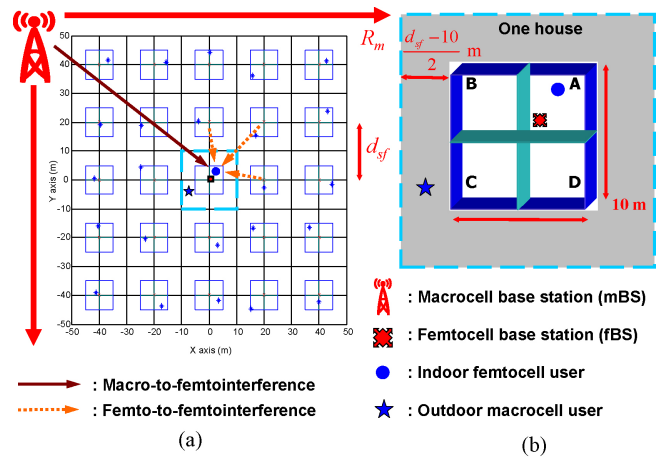 (b)
R_m
d_sf − 10
2
m
One house
B
A
C
D
10 m
50
40
30
20
10
0
-10
-20
-30
-40
-50
Y axis (m)
-50 -40 -30 -20 -10 0 10 20 30 40 50
X axis (m)
d_sf
: Macro-to-femtointerference
: Femto-to-femtointerference
(a)
: Macrocell base station (mBS)
: Femtocell base station (fBS)
: Indoor femtocell user
: Outdoor macrocell user
(b)